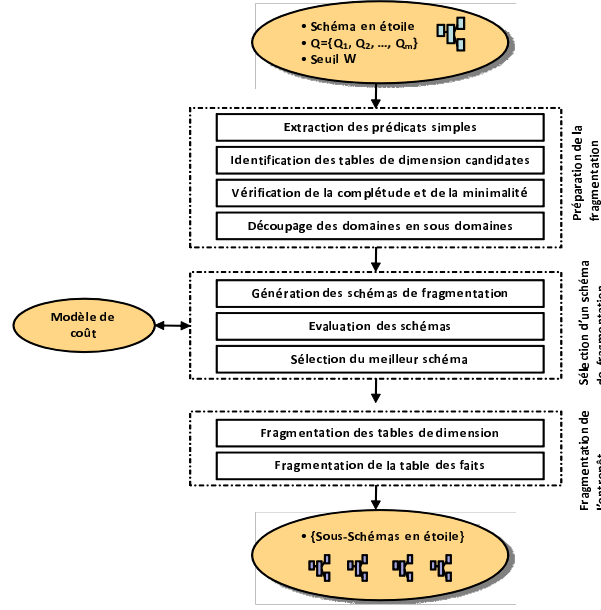 • Schéma en étoile
• Q={Q₁, Q₂, ..., Qₘ}
• Seuil W
Extraction des prédicats simples
Identification des tables de dimension candidates
Vérification de la complétude et de la minimalité
Découpage des domaines en sous domaines
Préparation de la
fragmentation
Génération des schémas de fragmentation
Evaluation des schémas
Sélection du meilleur schéma
Sélection d'un schéma
de fragmentation
Modèle de
coût
Fragmentation des tables de dimension
Fragmentation de la table des faits
Fragmentation de
l'entrepôt
• {Sous-Schémas en étoile}